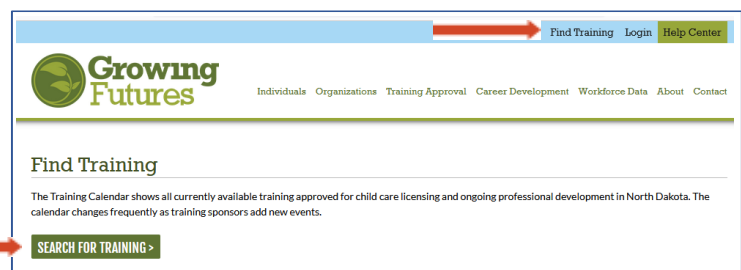 Find Training Login Help Center
Growing
Futures
Individuals Organizations Training Approval Career Development Workforce Data About Contact
Find Training
The Training Calendar shows all currently available training approved for child care licensing and ongoing professional development in North Dakota. The
calendar changes frequently as training sponsors add new events.
SEARCH FOR TRAINING >